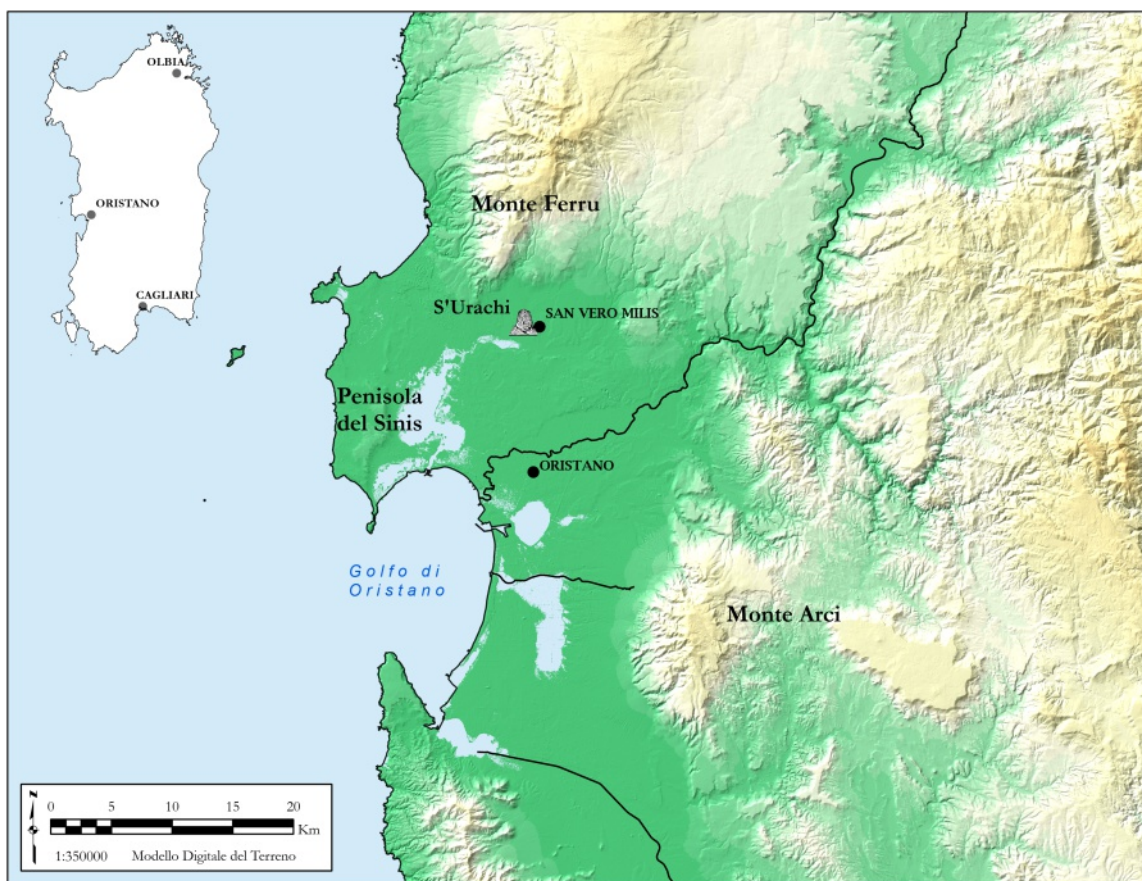 OLBIA
ORISTANO
CAGLIARI
Monte Ferru
S'Urachi
SAN VERO MILIS
Penisola
del Sinis
ORISTANO
Golfo di
Oristano
Monte Arci
N
0 5 10 15 20
Km
1:350000 Modello Digitale del Terreno